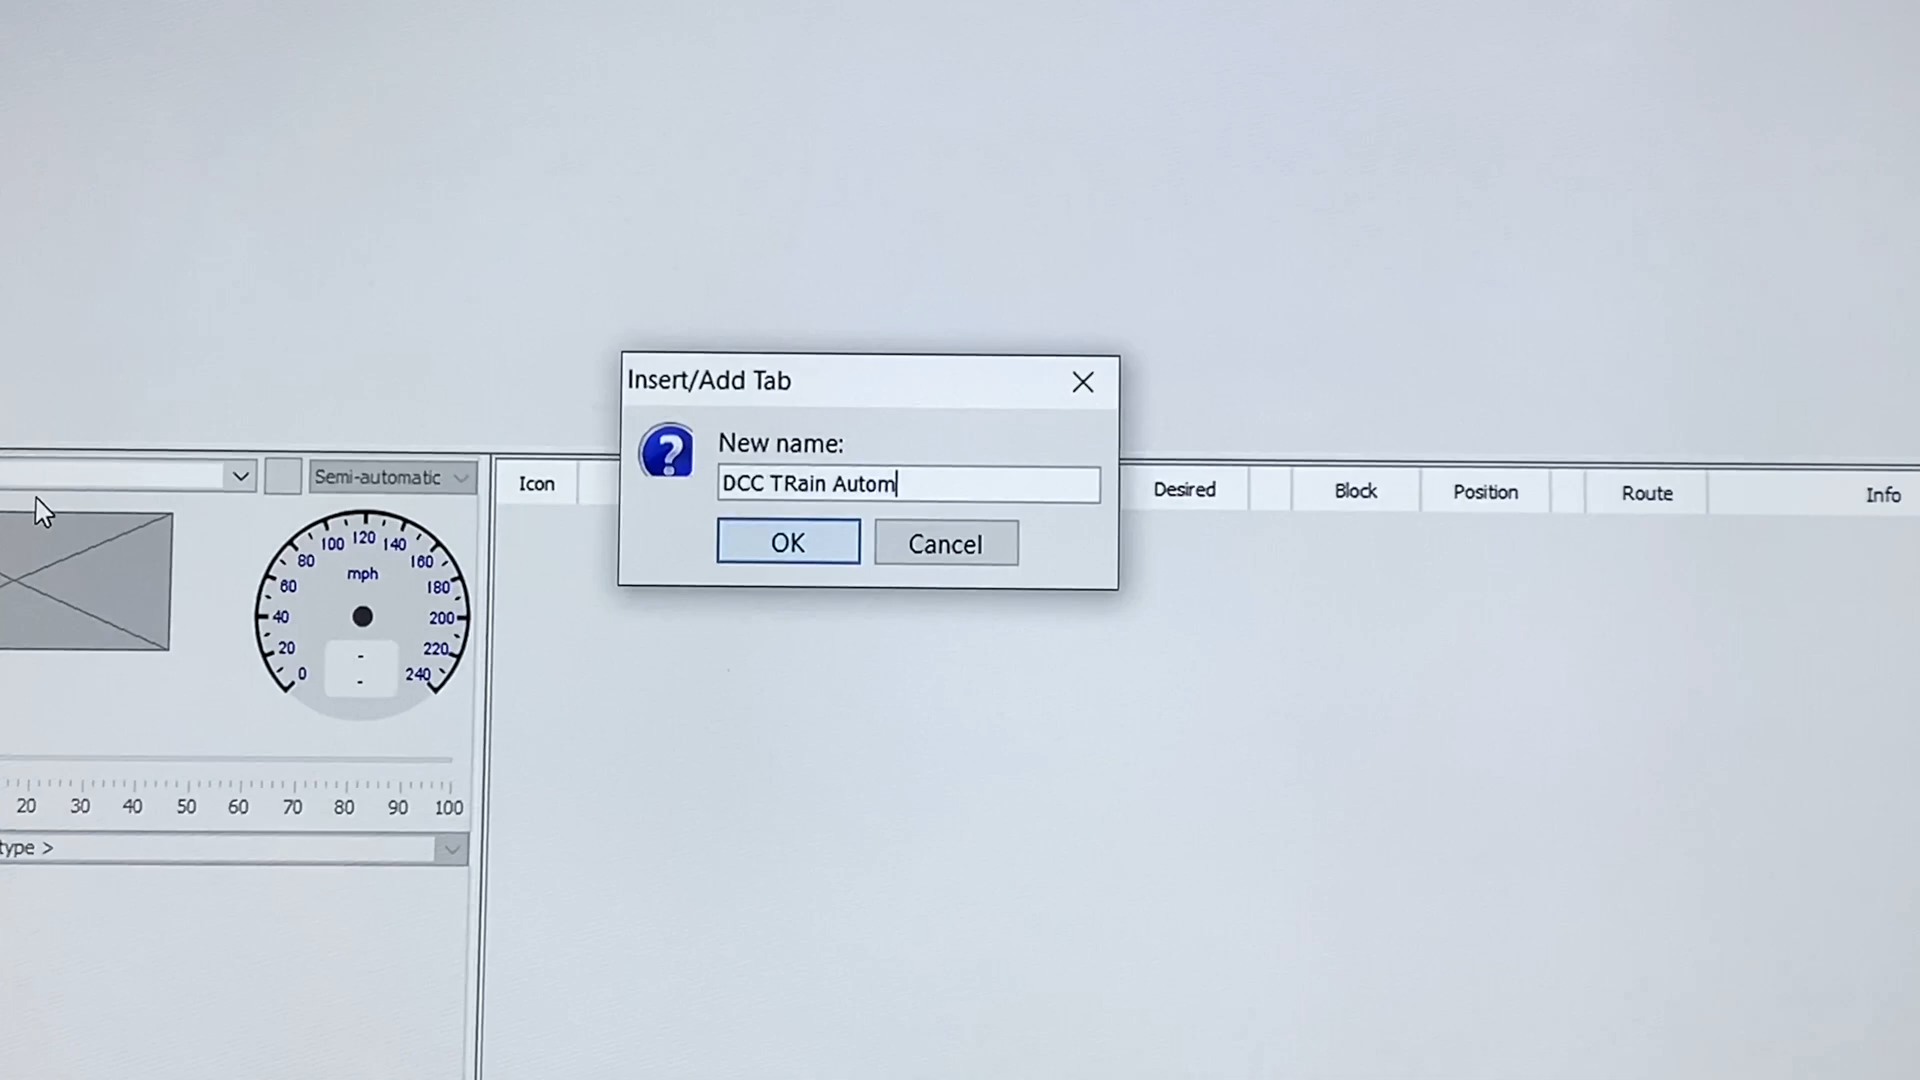 Insert/Add Tab
New name:
DCC TRain Autom
OK Cancel
Semi-automatic
Icon Desired Block Position Route Info
0 20 40 60 80 100 120 140 160 180 200 220 240
mph
-
-
20 30 40 50 60 70 80 90 100
type >